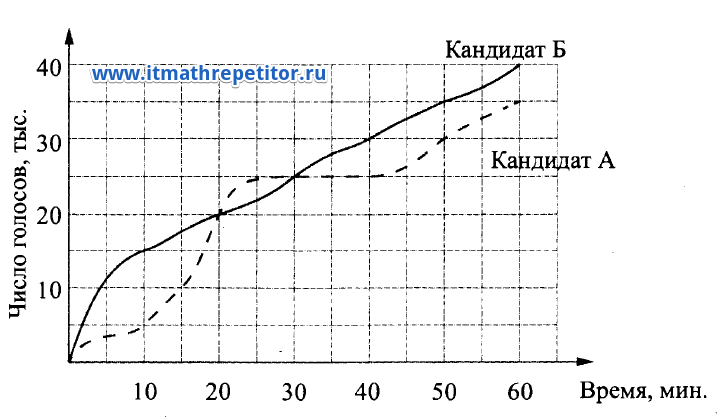 Кандидат Б
www.itmathrepetitor.ru
Число голосов, тыс.
40
30
20
10
Кандидат А
10 20 30 40 50 60 Время, мин.